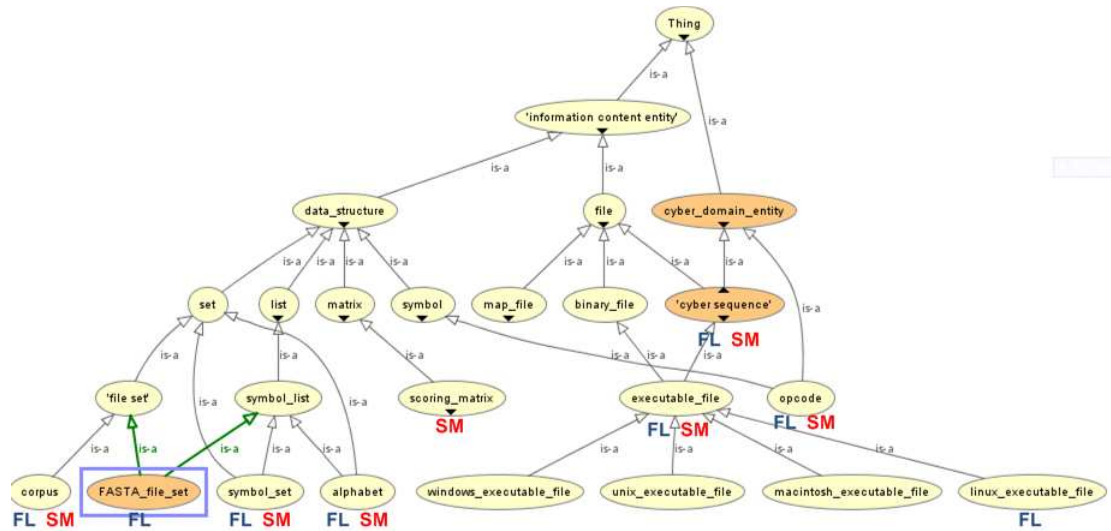 Thing
is-a is-a
'information content entity'
is-a is-a
data_structure file cyber_domain_entity
is-a is-a is-a is-a is-a is-a is-a is-a
set list matrix symbol map_file binary_file 'cyber sequence'
FL SM
is-a is-a is-a is-a is-a is-a is-a is-a
'file set' symbol_list scoring_matrix executable_file opcode
SM FL SM FL SM
is-a is-a is-a is-a is-a is-a is-a is-a is-a is-a
corpus FASTA_file_set symbol_set alphabet windows_executable_file unix_executable_file macintosh_executable_file linux_executable_file
FL SM FL FL SM FL SM FL